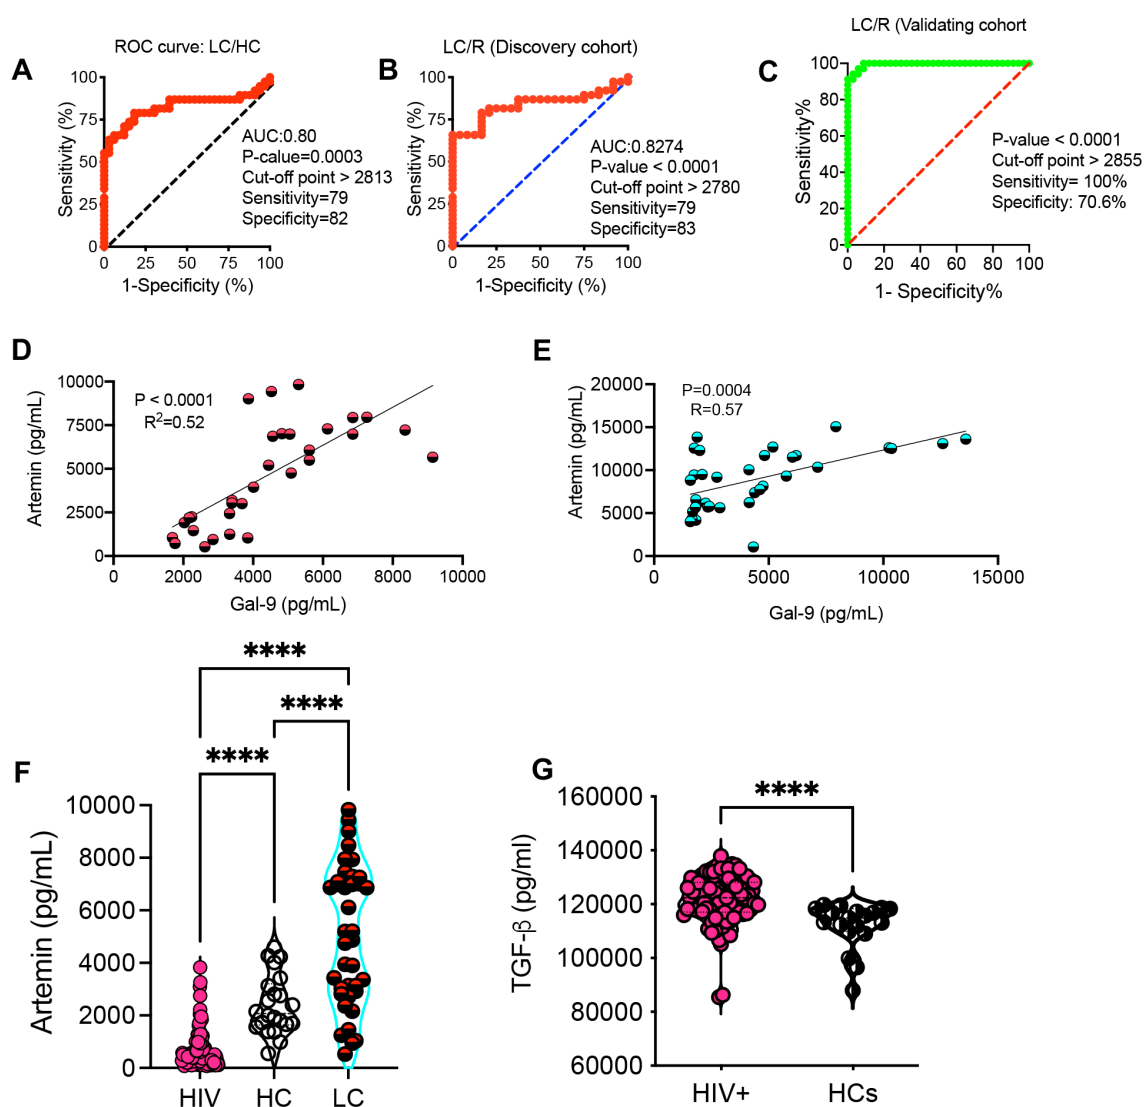 ROC curve: LC/HC
A
100
75
50
25
0
Sensitivity (%)
AUC:0.80
P-calue=0.0003
Cut-off point > 2813
Sensitivity=79
Specificity=82
0 25 50 75 100
1-Specificity (%)
LC/R (Discovery cohort)
B
100
75
50
25
0
Sensitivity (%)
AUC:0.8274
P-value < 0.0001
Cut-off point > 2780
Sensitivity=79
Specificity=83
0 25 50 75 100
1-Specificity (%)
LC/R (Validating cohort
C
100
80
60
40
20
0
Sensitivity%
P-value < 0.0001
Cut-off point > 2855
Sensitivity= 100%
Specificity: 70.6%
0 20 40 60 80 100
1- Specificity%
D
10000
7500
5000
2500
0
Artemin (pg/mL)
P < 0.0001
R²=0.52
0 2000 4000 6000 8000 10000
Gal-9 (pg/mL)
E
20000
15000
10000
5000
0
Artemin (pg/mL)
P=0.0004
R=0.57
0 5000 10000 15000
Gal-9 (pg/mL)
F
****
****
****
10000
8000
6000
4000
2000
0
Artemin (pg/mL)
HIV HC LC
G
****
160000
140000
120000
100000
80000
60000
TGF-β (pg/ml)
HIV+ HCs